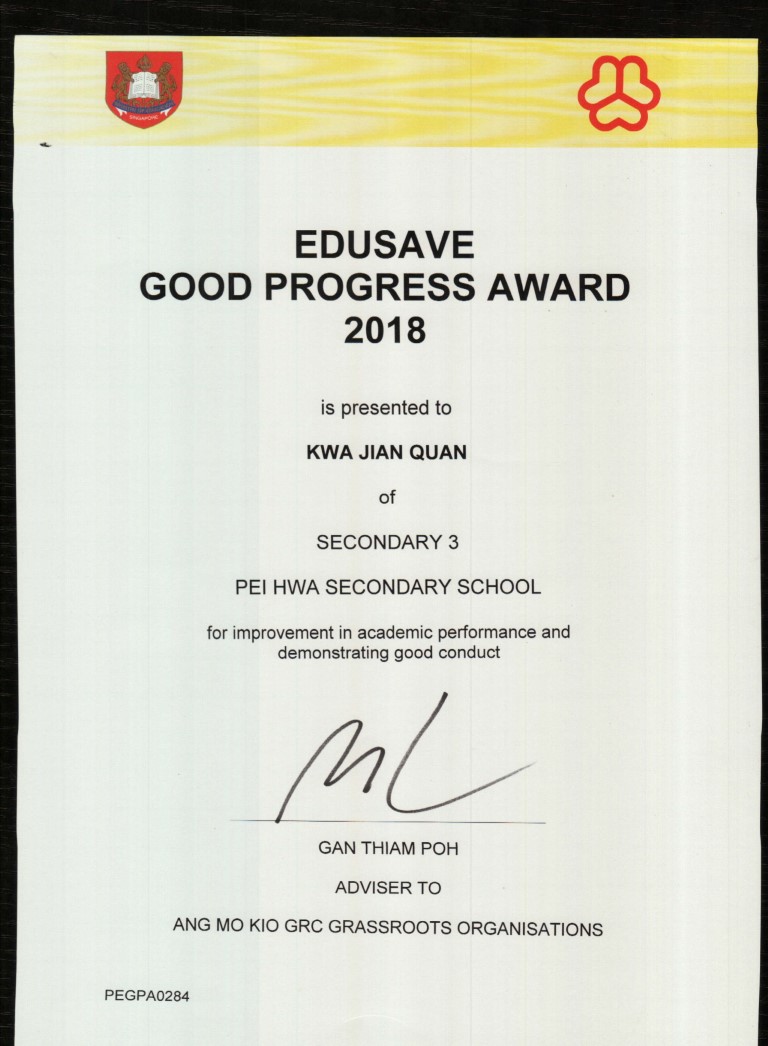 SINGAPORE
EDUSAVE
GOOD PROGRESS AWARD
2018
is presented to
KWA JIAN QUAN
of
SECONDARY 3
PEI HWA SECONDARY SCHOOL
for improvement in academic performance and
demonstrating good conduct
GAN THIAM POH
ADVISER TO
ANG MO KIO GRC GRASSROOTS ORGANISATIONS
PEGPA0284